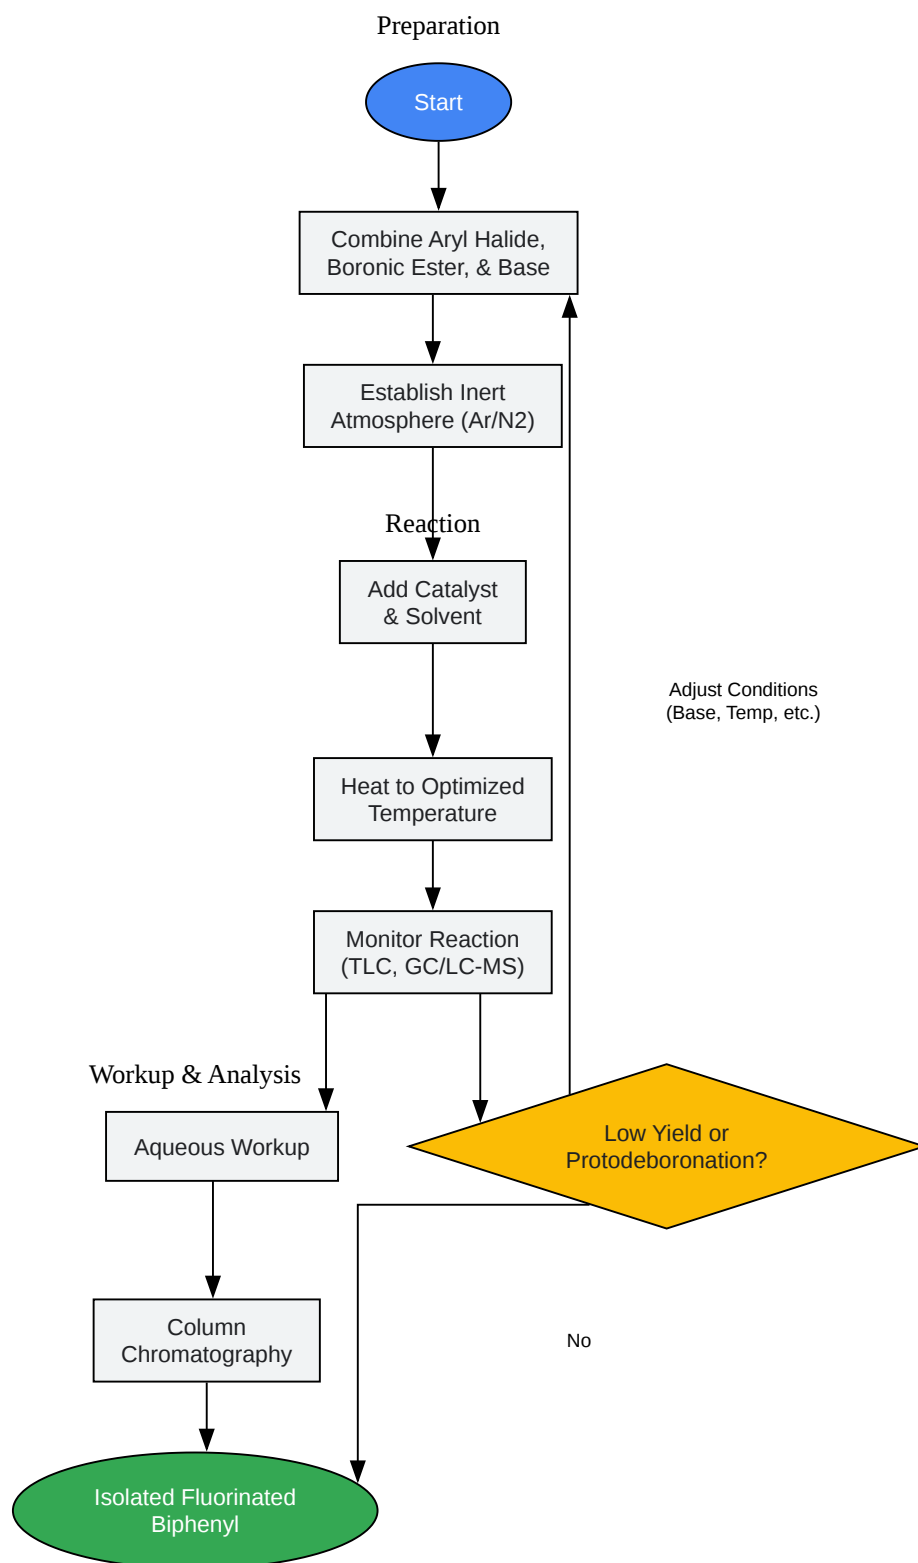 Preparation
Start
Combine Aryl Halide,
Boronic Ester, & Base
Establish Inert
Atmosphere (Ar/N2)
Reaction
Add Catalyst
& Solvent
Adjust Conditions
(Base, Temp, etc.)
Heat to Optimized
Temperature
Monitor Reaction
(TLC, GC/LC-MS)
Workup & Analysis
Aqueous Workup
Low Yield or
Protodeboronation?
Column
Chromatography
No
Isolated Fluorinated
Biphenyl